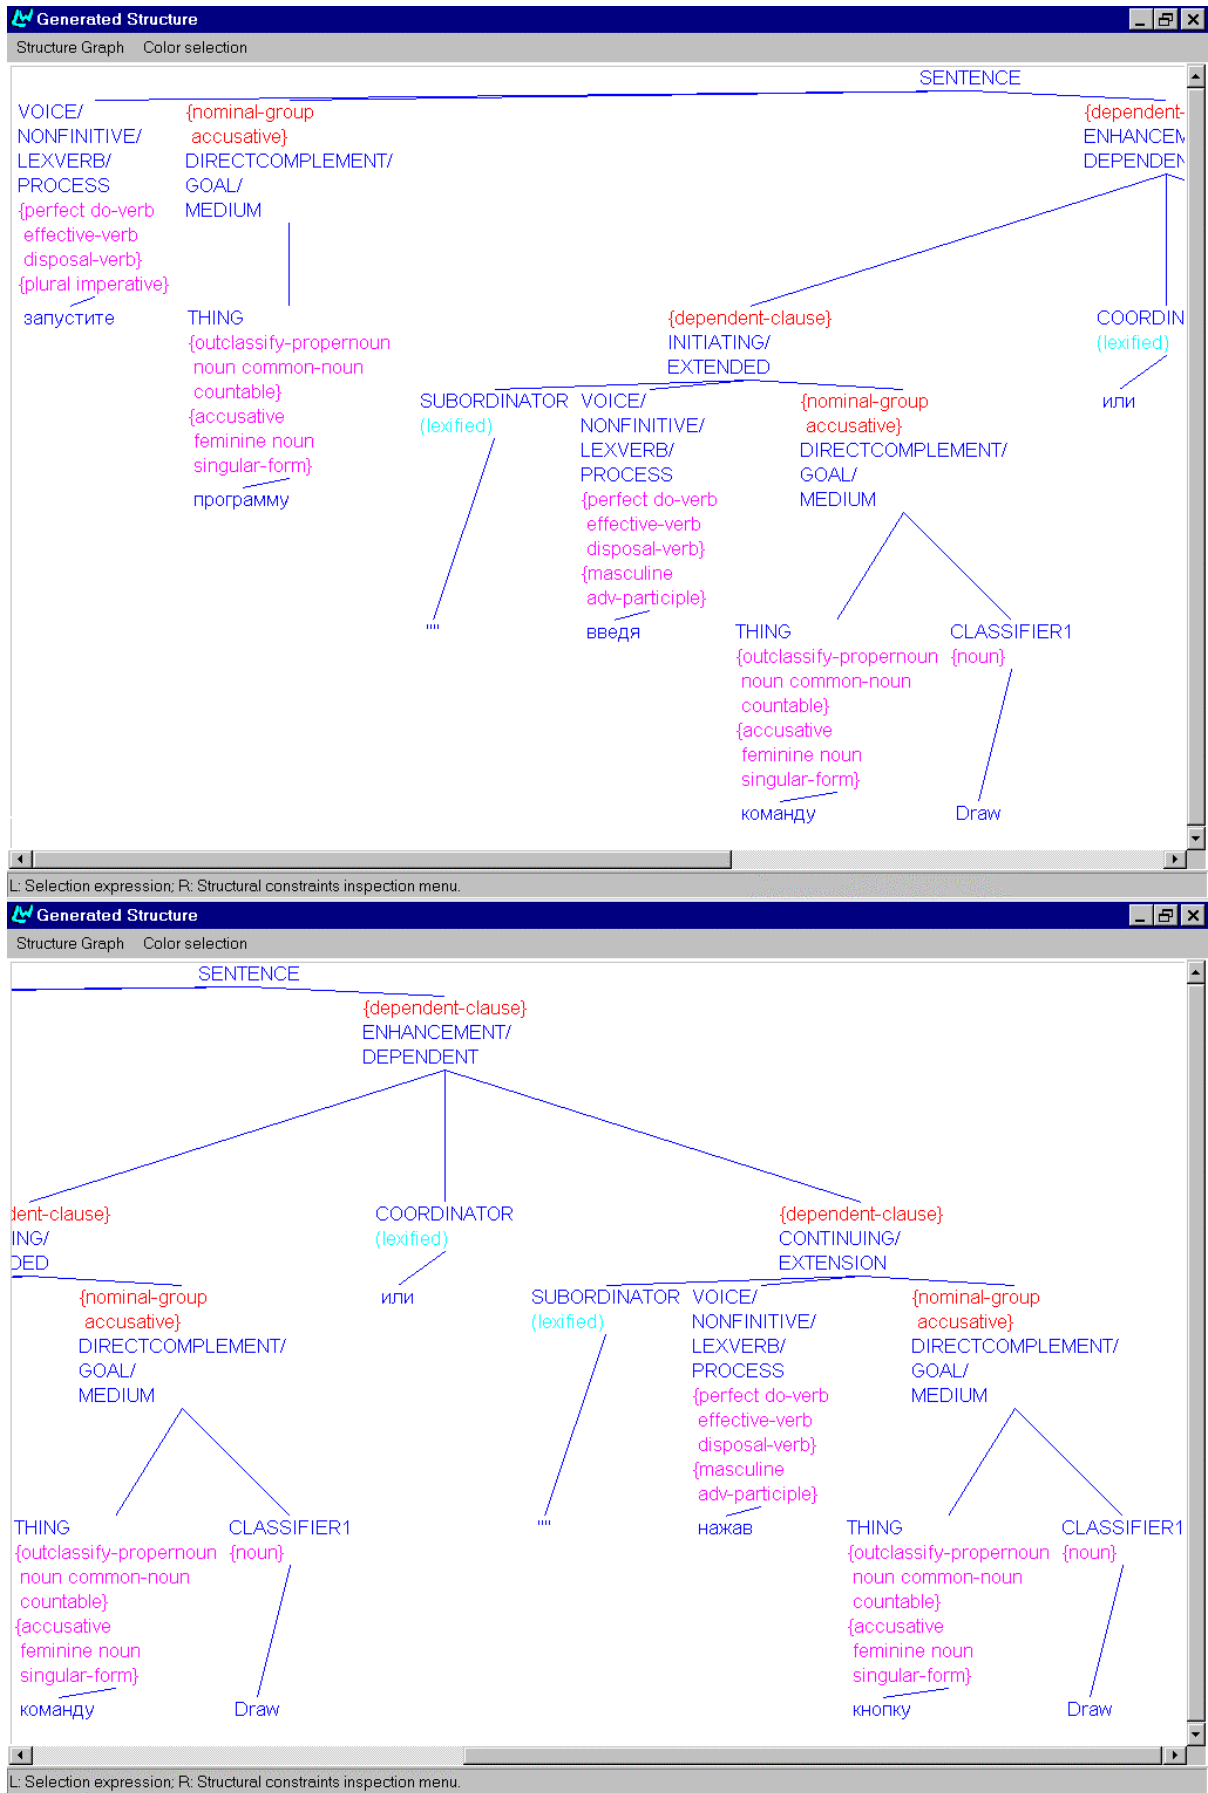 Generated Structure
Structure Graph Color selection
SENTENCE
VOICE/
NONFINITIVE/
LEXVERB/
PROCESS
{perfect do-verb
effective-verb
disposal-verb}
{plural imperative}
запустите
{nominal-group
accusative}
DIRECTCOMPLEMENT/
GOAL/
MEDIUM
THING
{outclassify-propernoun
noun common-noun
countable}
{accusative
feminine noun
singular-form}
программу
{dependent-
ENHANCEM
DEPENDEN
{dependent-clause}
INITIATING/
EXTENDED
SUBORDINATOR
(lexified)
""
VOICE/
NONFINITIVE/
LEXVERB/
PROCESS
{perfect do-verb
effective-verb
disposal-verb}
{masculine
adv-participle}
введя
{nominal-group
accusative}
DIRECTCOMPLEMENT/
GOAL/
MEDIUM
THING
{outclassify-propernoun
noun common-noun
countable}
{accusative
feminine noun
singular-form}
команду
CLASSIFIER1
{noun}
Draw
COORDIN
(lexified)
или
L: Selection expression; R: Structural constraints inspection menu.
Generated Structure
Structure Graph Color selection
SENTENCE
{dependent-clause}
ENHANCEMENT/
DEPENDENT
dent-clause}
ING/
DED
{nominal-group
accusative}
DIRECTCOMPLEMENT/
GOAL/
MEDIUM
THING
{outclassify-propernoun
noun common-noun
countable}
{accusative
feminine noun
singular-form}
команду
CLASSIFIER1
{noun}
Draw
COORDINATOR
(lexified)
или
{dependent-clause}
CONTINUING/
EXTENSION
SUBORDINATOR
(lexified)
""
VOICE/
NONFINITIVE/
LEXVERB/
PROCESS
{perfect do-verb
effective-verb
disposal-verb}
{masculine
adv-participle}
нажав
{nominal-group
accusative}
DIRECTCOMPLEMENT/
GOAL/
MEDIUM
THING
{outclassify-propernoun
noun common-noun
countable}
{accusative
feminine noun
singular-form}
кнопку
CLASSIFIER1
{noun}
Draw
L: Selection expression; R: Structural constraints inspection menu.